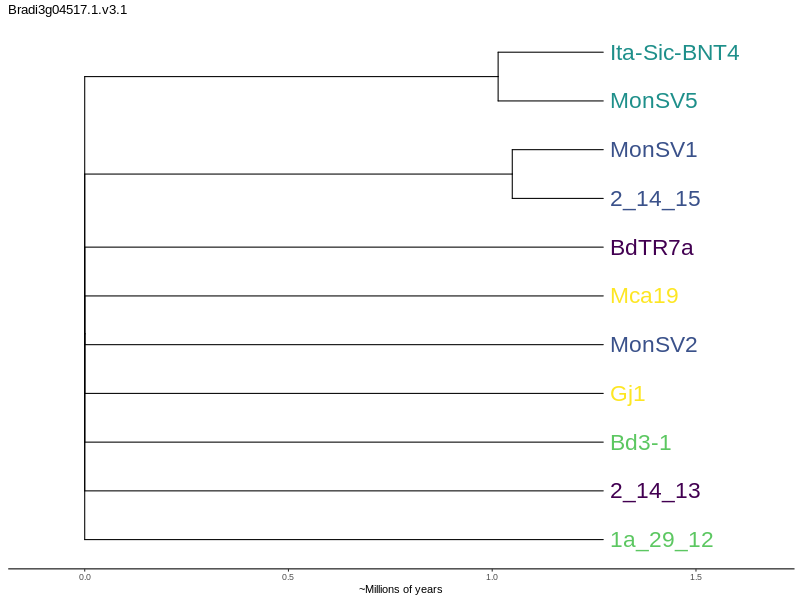 Bradi3g04517.1.v3.1
Ita-Sic-BNT4
MonSV5
MonSV1
2_14_15
BdTR7a
Mca19
MonSV2
Gj1
Bd3-1
2_14_13
1a_29_12
0.0 0.5 1.0 1.5
~Millions of years